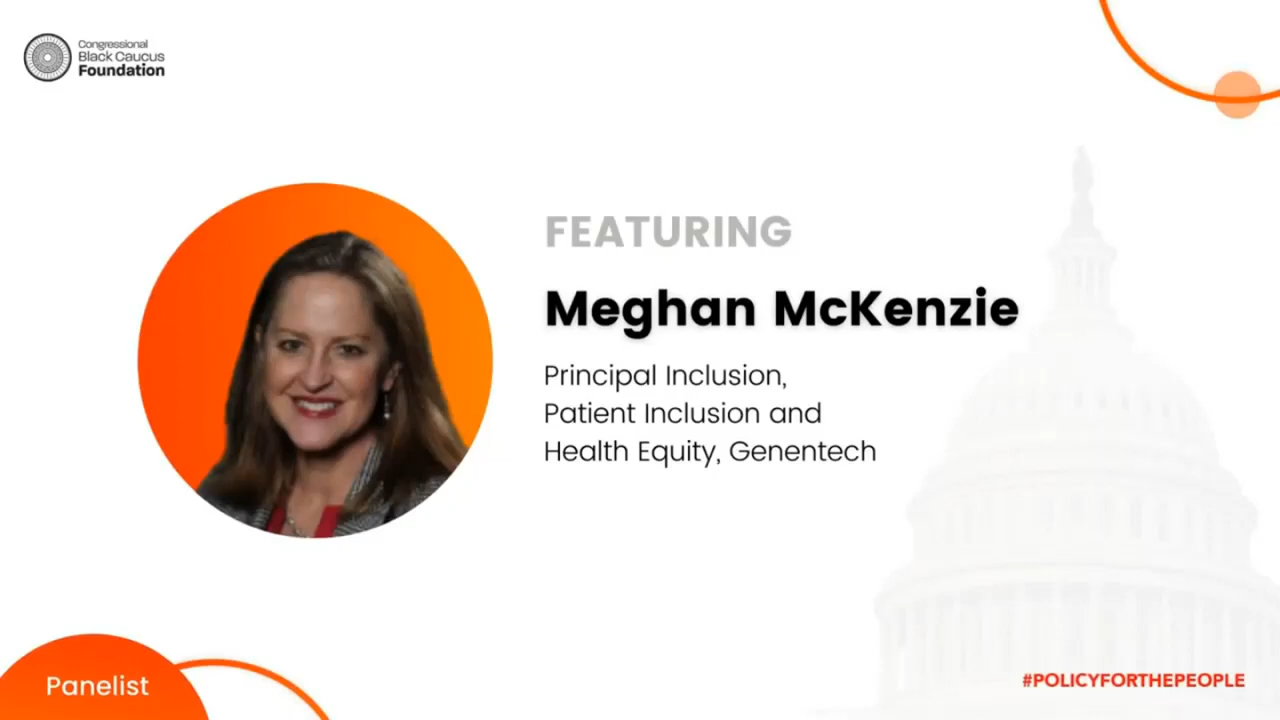 Congressional
Black Caucus
Foundation
FEATURING
Meghan McKenzie
Principal Inclusion,
Patient Inclusion and
Health Equity, Genentech
Panelist
#POLICYFORTHEPEOPLE